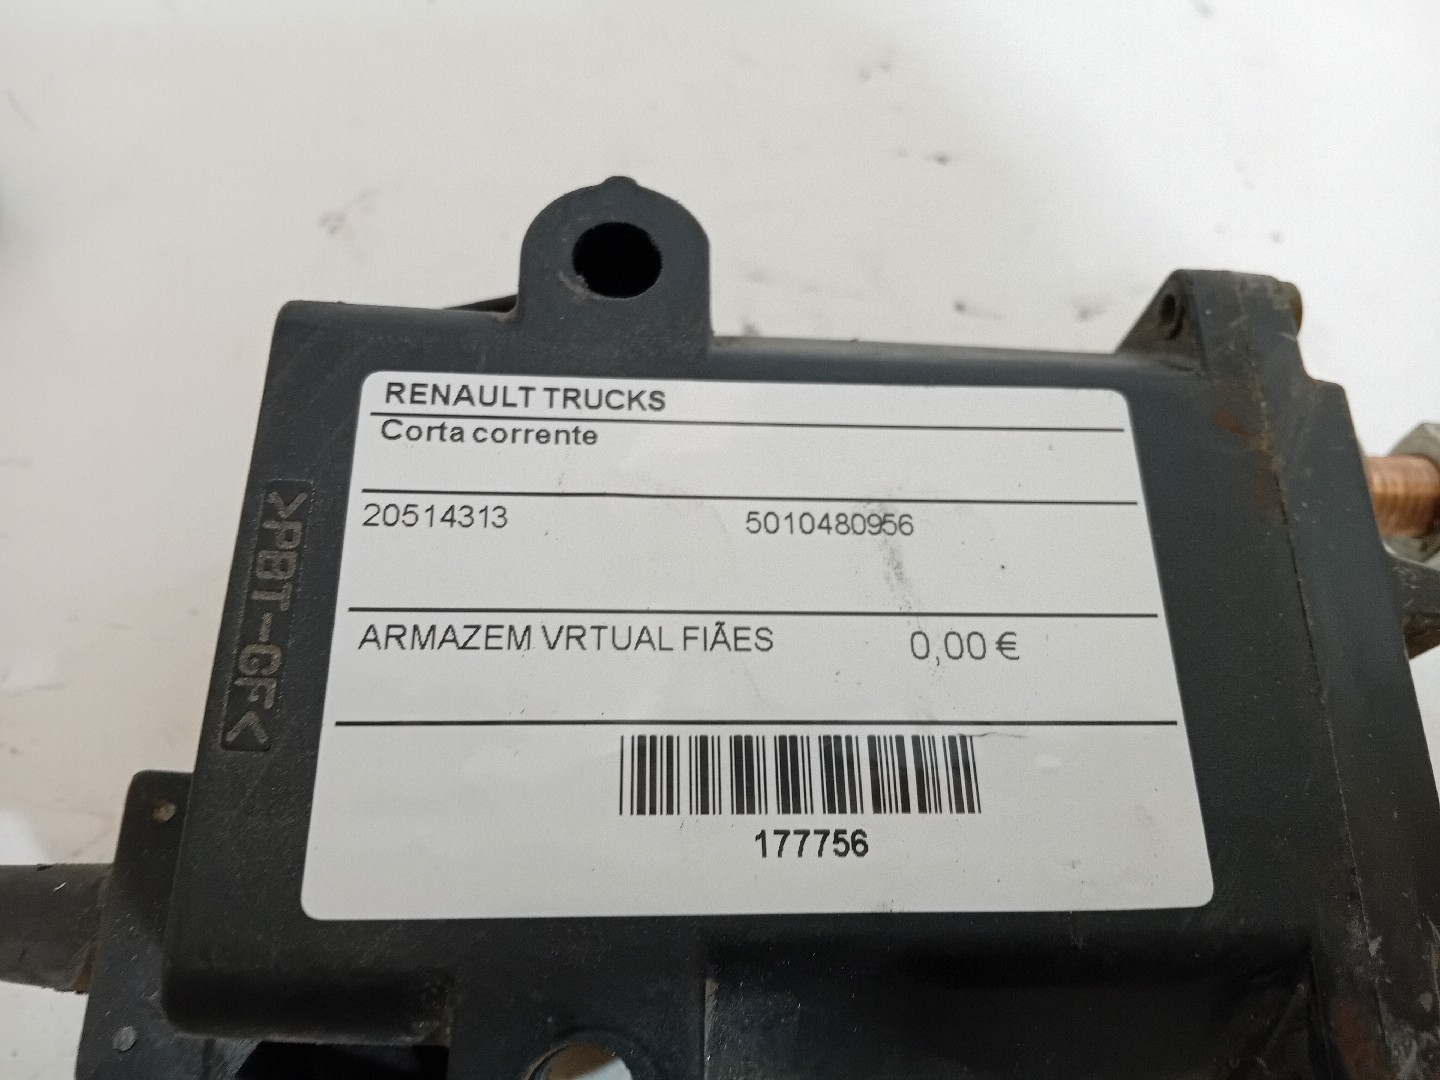 RENAULT TRUCKS
Corta corrente
20514313 5010480956
ARMAZEM VRTUAL FIÃES 0,00 €
177756
>PBT-GF<